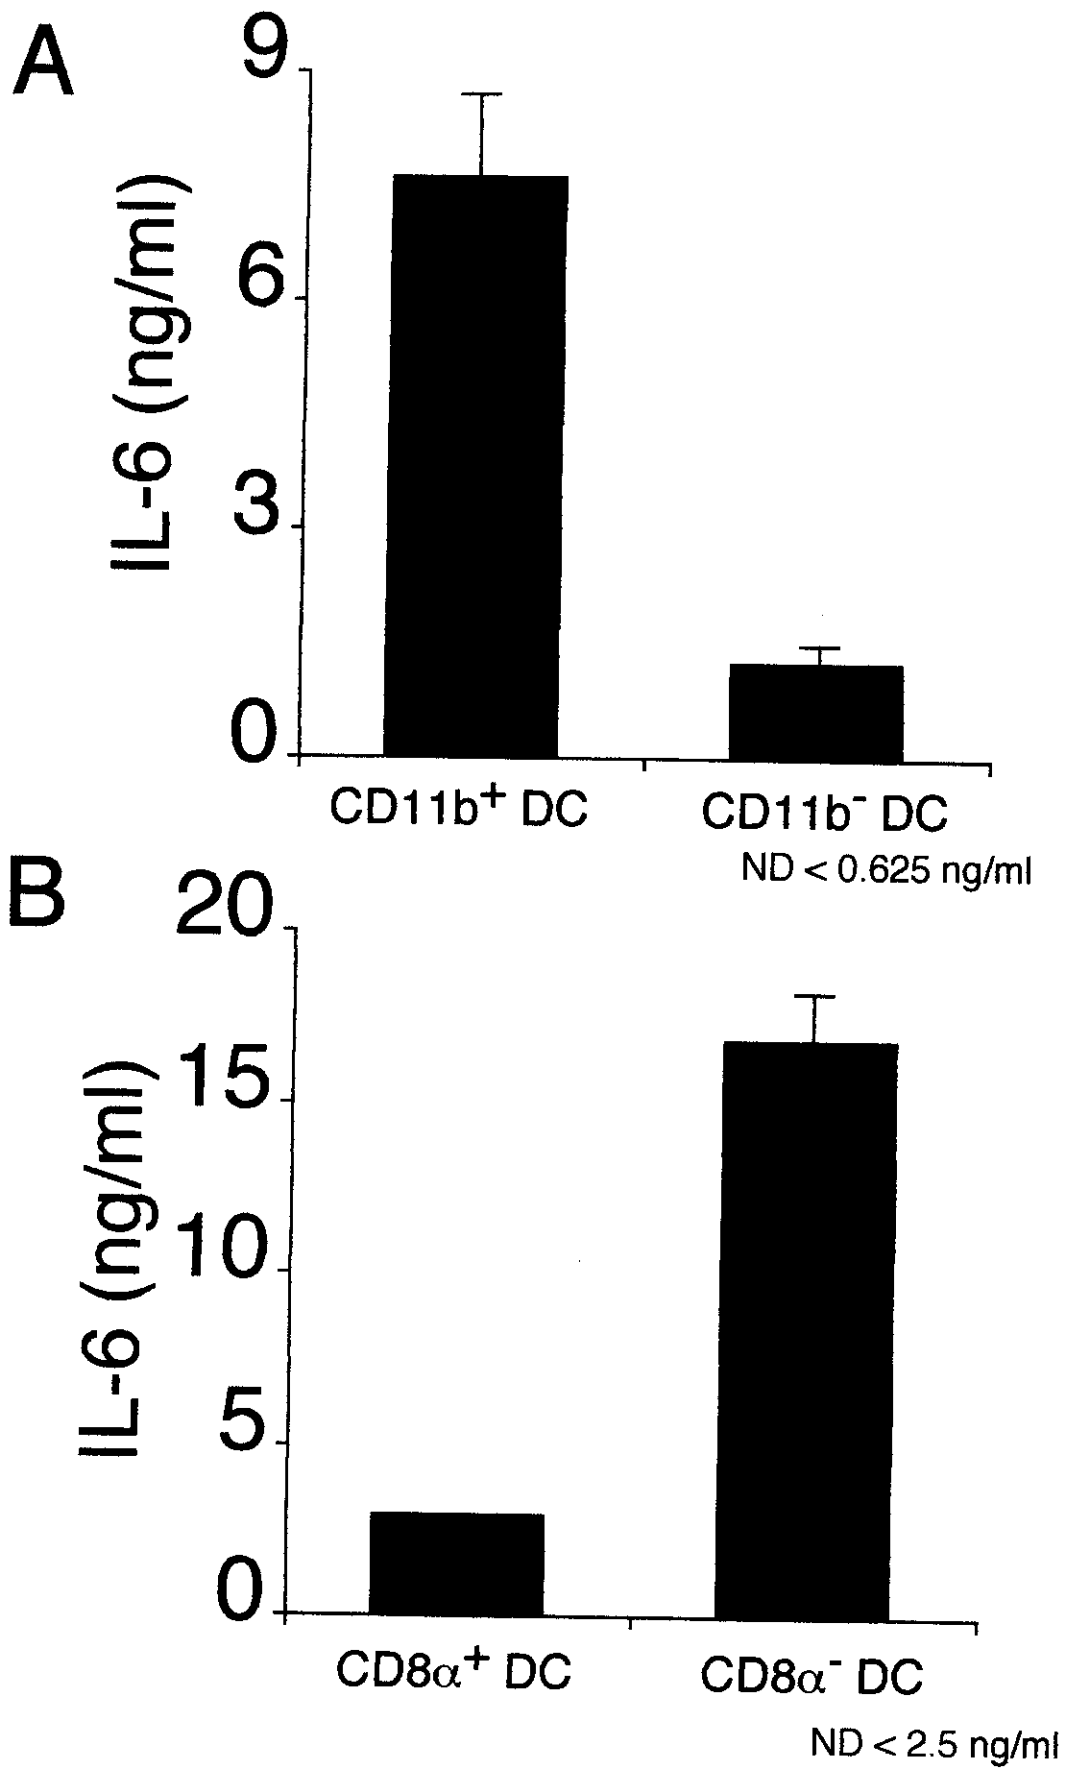 A
9
6
3
0
IL-6 (ng/ml)
CD11b+ DC
CD11b- DC
ND < 0.625 ng/ml
B
20
15
10
5
0
IL-6 (ng/ml)
CD8α+ DC
CD8α- DC
ND < 2.5 ng/ml